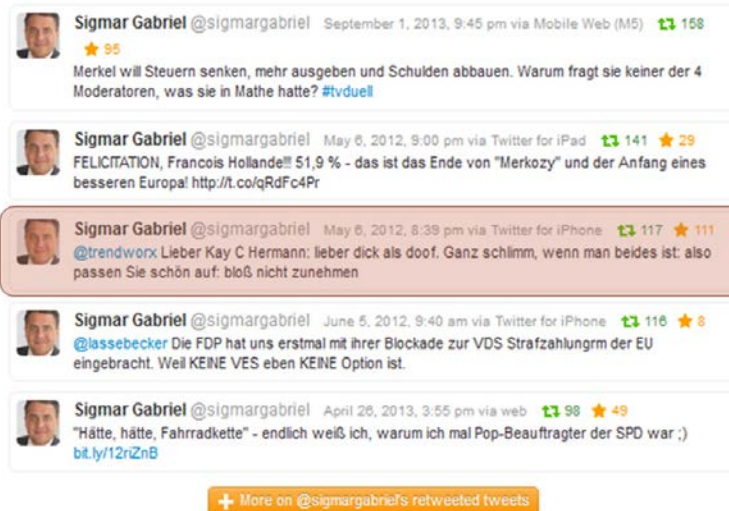 Sigmar Gabriel @sigmargabriel September 1, 2013, 9:45 pm via Mobile Web (M5) 158
95
Merkel will Steuern senken, mehr ausgeben und Schulden abbauen. Warum fragt sie keiner der 4
Moderatoren, was sie in Mathe hatte? #tvduell
Sigmar Gabriel @sigmargabriel May 6, 2012, 9:00 pm via Twitter for iPad 141 29
FELICITATION, Francois Hollande!!! 51,9 % - das ist das Ende von "Merkozy" und der Anfang eines
besseren Europa! http://t.co/qRdFc4Pr
Sigmar Gabriel @sigmargabriel May 6, 2012, 8:39 pm via Twitter for iPhone 117 111
@trendworx Lieber Kay C Hermann: lieber dick als doof. Ganz schlimm, wenn man beides ist: also
passen Sie schön auf: bloß nicht zunehmen
Sigmar Gabriel @sigmargabriel June 5, 2012, 9:40 am via Twitter for iPhone 116 8
@lassebecker Die FDP hat uns erstmal mit ihrer Blockade zur VDS Strafzahlungrm der EU
eingebracht. Weil KEINE VES eben KEINE Option ist.
Sigmar Gabriel @sigmargabriel April 26, 2013, 3:55 pm via web 98 49
"Hätte, hätte, Fahrradkette" - endlich weiß ich, warum ich mal Pop-Beauftragter der SPD war ;)
bit.ly/12riZnB
+ More on @sigmargabriel's retweeted tweets